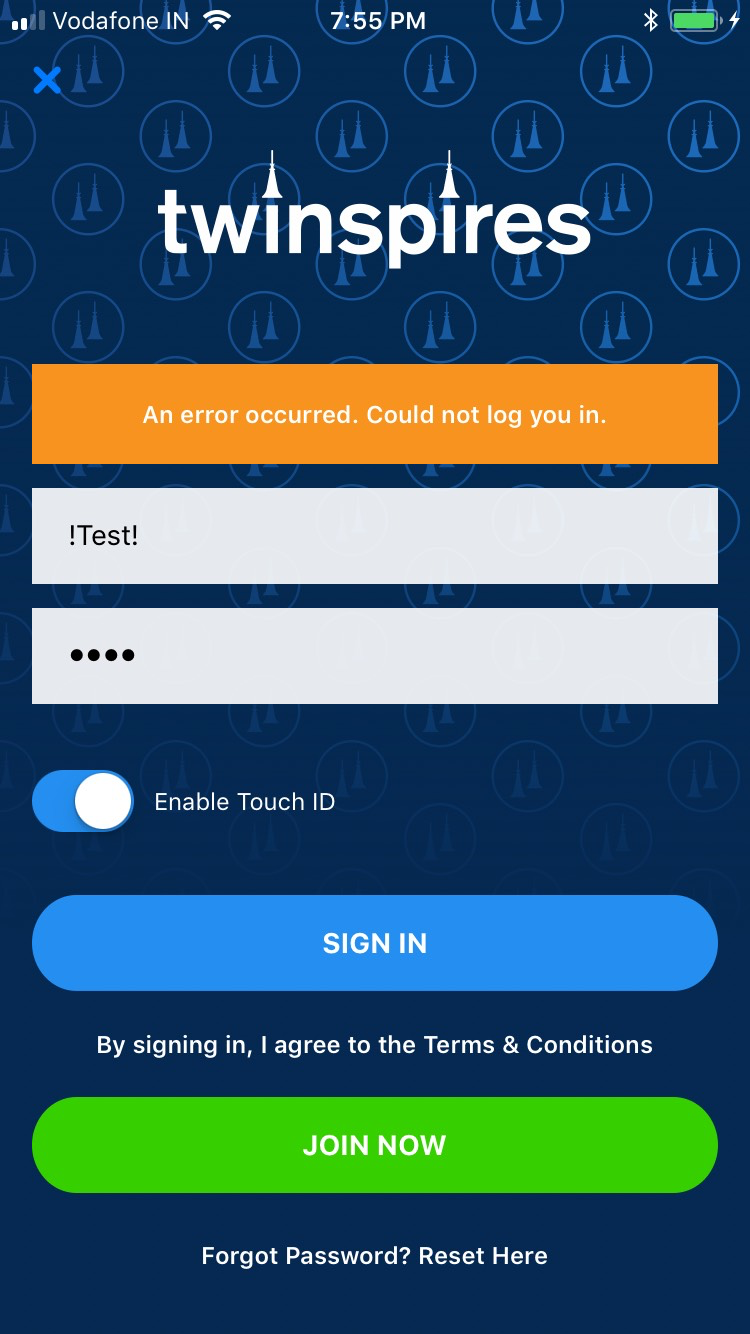 Vodafone IN 7:55 PM
twinspires
An error occurred. Could not log you in.
!Test!
••••
Enable Touch ID
SIGN IN
By signing in, I agree to the Terms & Conditions
JOIN NOW
Forgot Password? Reset Here